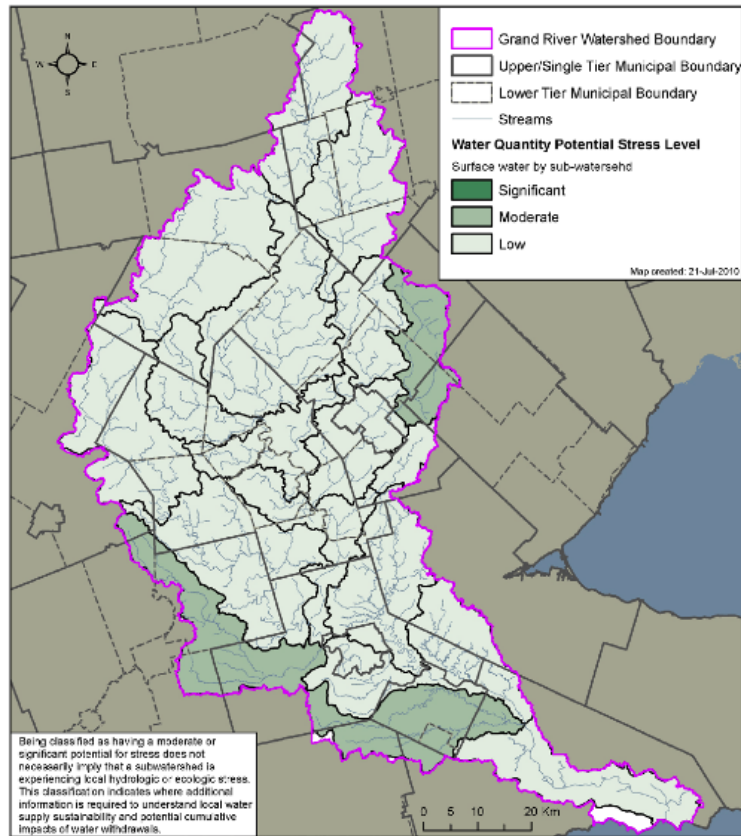 N
W E
S
Grand River Watershed Boundary
Upper/Single Tier Municipal Boundary
Lower Tier Municipal Boundary
Streams
Water Quantity Potential Stress Level
Surface water by sub-watersehd
Significant
Moderate
Low
Map created: 21-Jul-2010
Being classified as having a moderate or
significant potential for stress does not
necessarily imply that a subwatershed is
experiencing local hydrologic or ecologic stress.
This classification indicates where additional
information is required to understand local water
supply sustainability and potential cumulative
impacts of water withdrawals.
0 5 10 20 Km